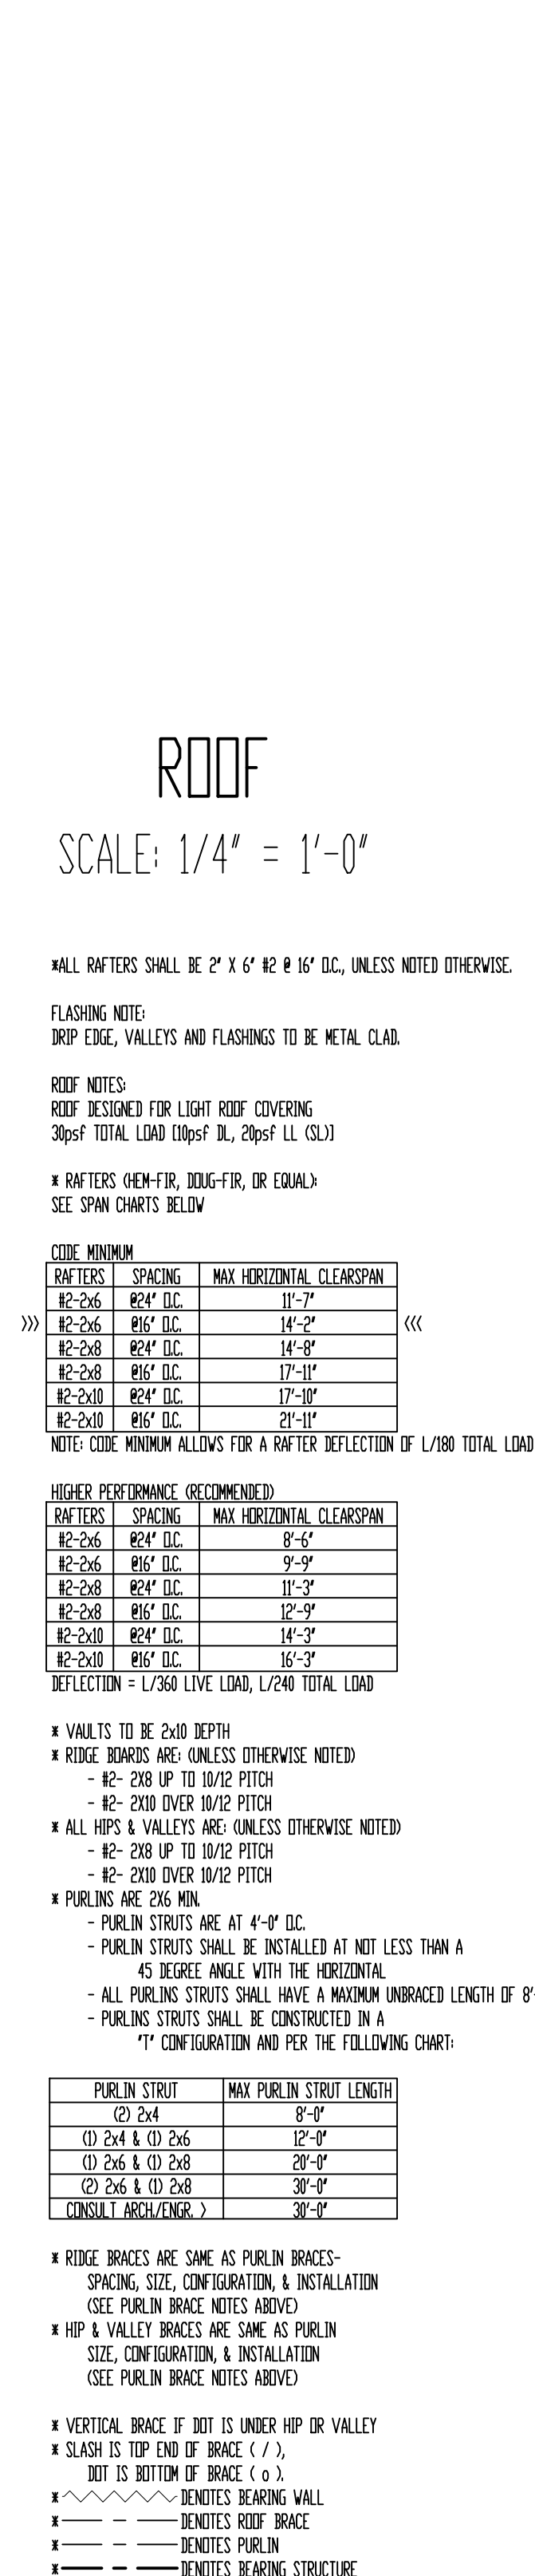 ROOF
SCALE: 1/4" = 1'-0"
*ALL RAFTERS SHALL BE 2" X 6" #2 @ 16" O.C., UNLESS NOTED OTHERWISE.
FLASHING NOTE:
DRIP EDGE, VALLEYS AND FLASHINGS TO BE METAL CLAD.
ROOF NOTES:
ROOF DESIGNED FOR LIGHT ROOF COVERING
30psf TOTAL LOAD [10psf DL, 20psf LL (SL)]
* RAFTERS (HEM-FIR, DOUG-FIR, OR EQUAL):
SEE SPAN CHARTS BELOW
CODE MINIMUM
RAFTERS SPACING MAX HORIZONTAL CLEARSPAN
#2-2x6 @24" O.C. 11'-7"
>>> #2-2x6 @16" O.C. 14'-2" <<<
#2-2x8 @24" O.C. 14'-8"
#2-2x8 @16" O.C. 17'-11"
#2-2x10 @24" O.C. 17'-10"
#2-2x10 @16" O.C. 21'-11"
NOTE: CODE MINIMUM ALLOWS FOR A RAFTER DEFLECTION OF L/180 TOTAL LOAD
HIGHER PERFORMANCE (RECOMMENDED)
RAFTERS SPACING MAX HORIZONTAL CLEARSPAN
#2-2x6 @24" O.C. 8'-6"
#2-2x6 @16" O.C. 9'-9"
#2-2x8 @24" O.C. 11'-3"
#2-2x8 @16" O.C. 12'-9"
#2-2x10 @24" O.C. 14'-3"
#2-2x10 @16" O.C. 16'-3"
DEFLECTION = L/360 LIVE LOAD, L/240 TOTAL LOAD
* VAULTS TO BE 2x10 DEPTH
* RIDGE BOARDS ARE: (UNLESS OTHERWISE NOTED)
- #2- 2X8 UP TO 10/12 PITCH
- #2- 2X10 OVER 10/12 PITCH
* ALL HIPS & VALLEYS ARE: (UNLESS OTHERWISE NOTED)
- #2- 2X8 UP TO 10/12 PITCH
- #2- 2X10 OVER 10/12 PITCH
* PURLINS ARE 2X6 MIN.
- PURLIN STRUTS ARE AT 4'-0" O.C.
- PURLIN STRUTS SHALL BE INSTALLED AT NOT LESS THAN A
45 DEGREE ANGLE WITH THE HORIZONTAL
- ALL PURLINS STRUTS SHALL HAVE A MAXIMUM UNBRACED LENGTH OF 8'-
- PURLINS STRUTS SHALL BE CONSTRUCTED IN A
"T" CONFIGURATION AND PER THE FOLLOWING CHART:
PURLIN STRUT MAX PURLIN STRUT LENGTH
(2) 2x4 8'-0"
(1) 2x4 & (1) 2x6 12'-0"
(1) 2x6 & (1) 2x8 20'-0"
(2) 2x6 & (1) 2x8 30'-0"
CONSULT ARCH./ENGR. > 30'-0"
* RIDGE BRACES ARE SAME AS PURLIN BRACES-
SPACING, SIZE, CONFIGURATION, & INSTALLATION
(SEE PURLIN BRACE NOTES ABOVE)
* HIP & VALLEY BRACES ARE SAME AS PURLIN
SIZE, CONFIGURATION, & INSTALLATION
(SEE PURLIN BRACE NOTES ABOVE)
* VERTICAL BRACE IF DOT IS UNDER HIP OR VALLEY
* SLASH IS TOP END OF BRACE ( / ),
DOT IS BOTTOM OF BRACE ( o ).
* DENOTES BEARING WALL
* DENOTES ROOF BRACE
* DENOTES PURLIN
* DENOTES BEARING STRUCTURE